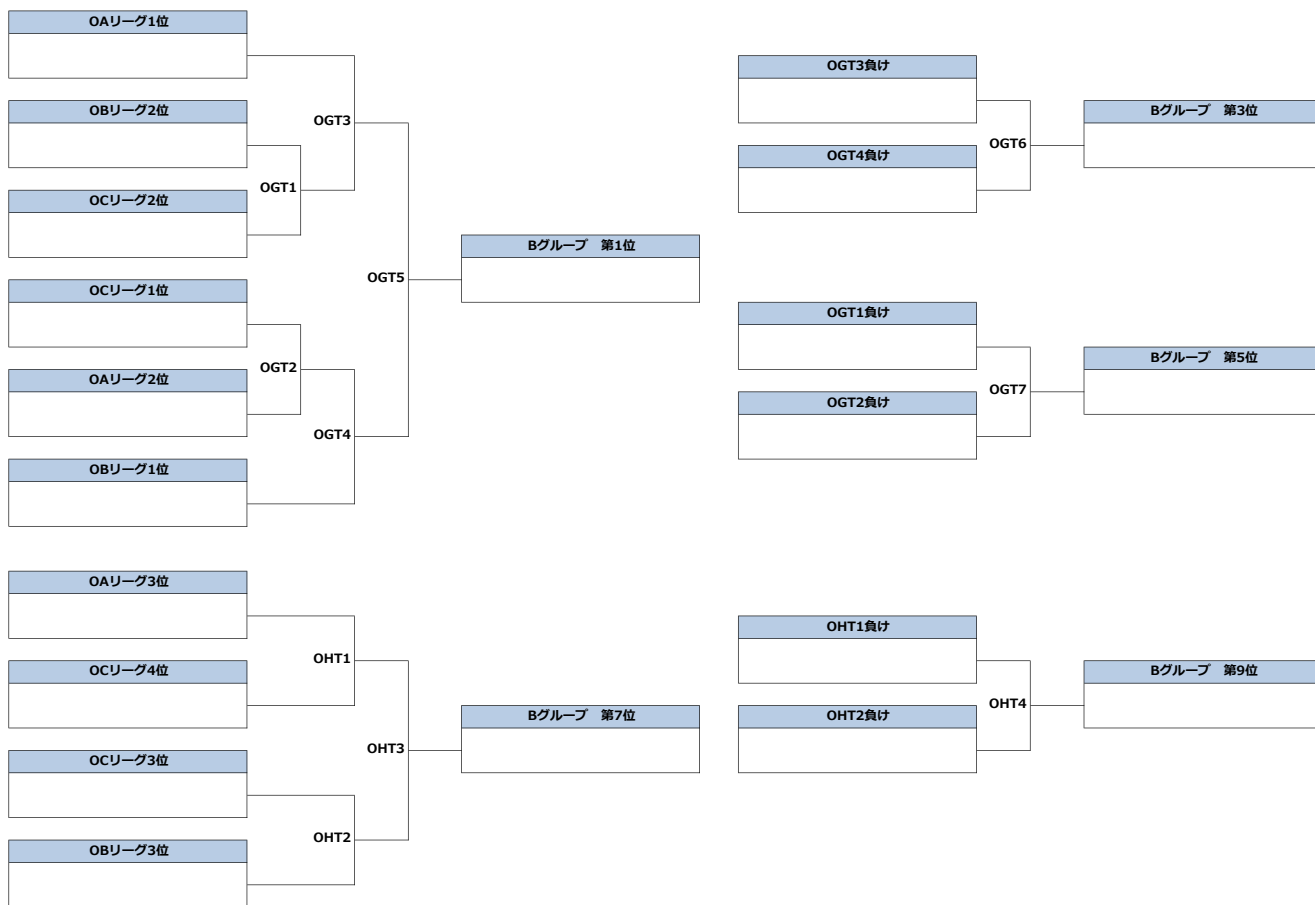 OAリーグ1位
OBリーグ2位
OGT3
OGT1
OCリーグ2位
OCリーグ1位
OGT2
OAリーグ2位
OGT4
OBリーグ1位
OGT5
Bグループ　第1位
OGT3負け
OGT4負け
OGT6
Bグループ　第3位
OGT1負け
OGT2負け
OGT7
Bグループ　第5位
OAリーグ3位
OHT1
OCリーグ4位
OCリーグ3位
OHT2
OBリーグ3位
OHT3
Bグループ　第7位
OHT1負け
OHT2負け
OHT4
Bグループ　第9位